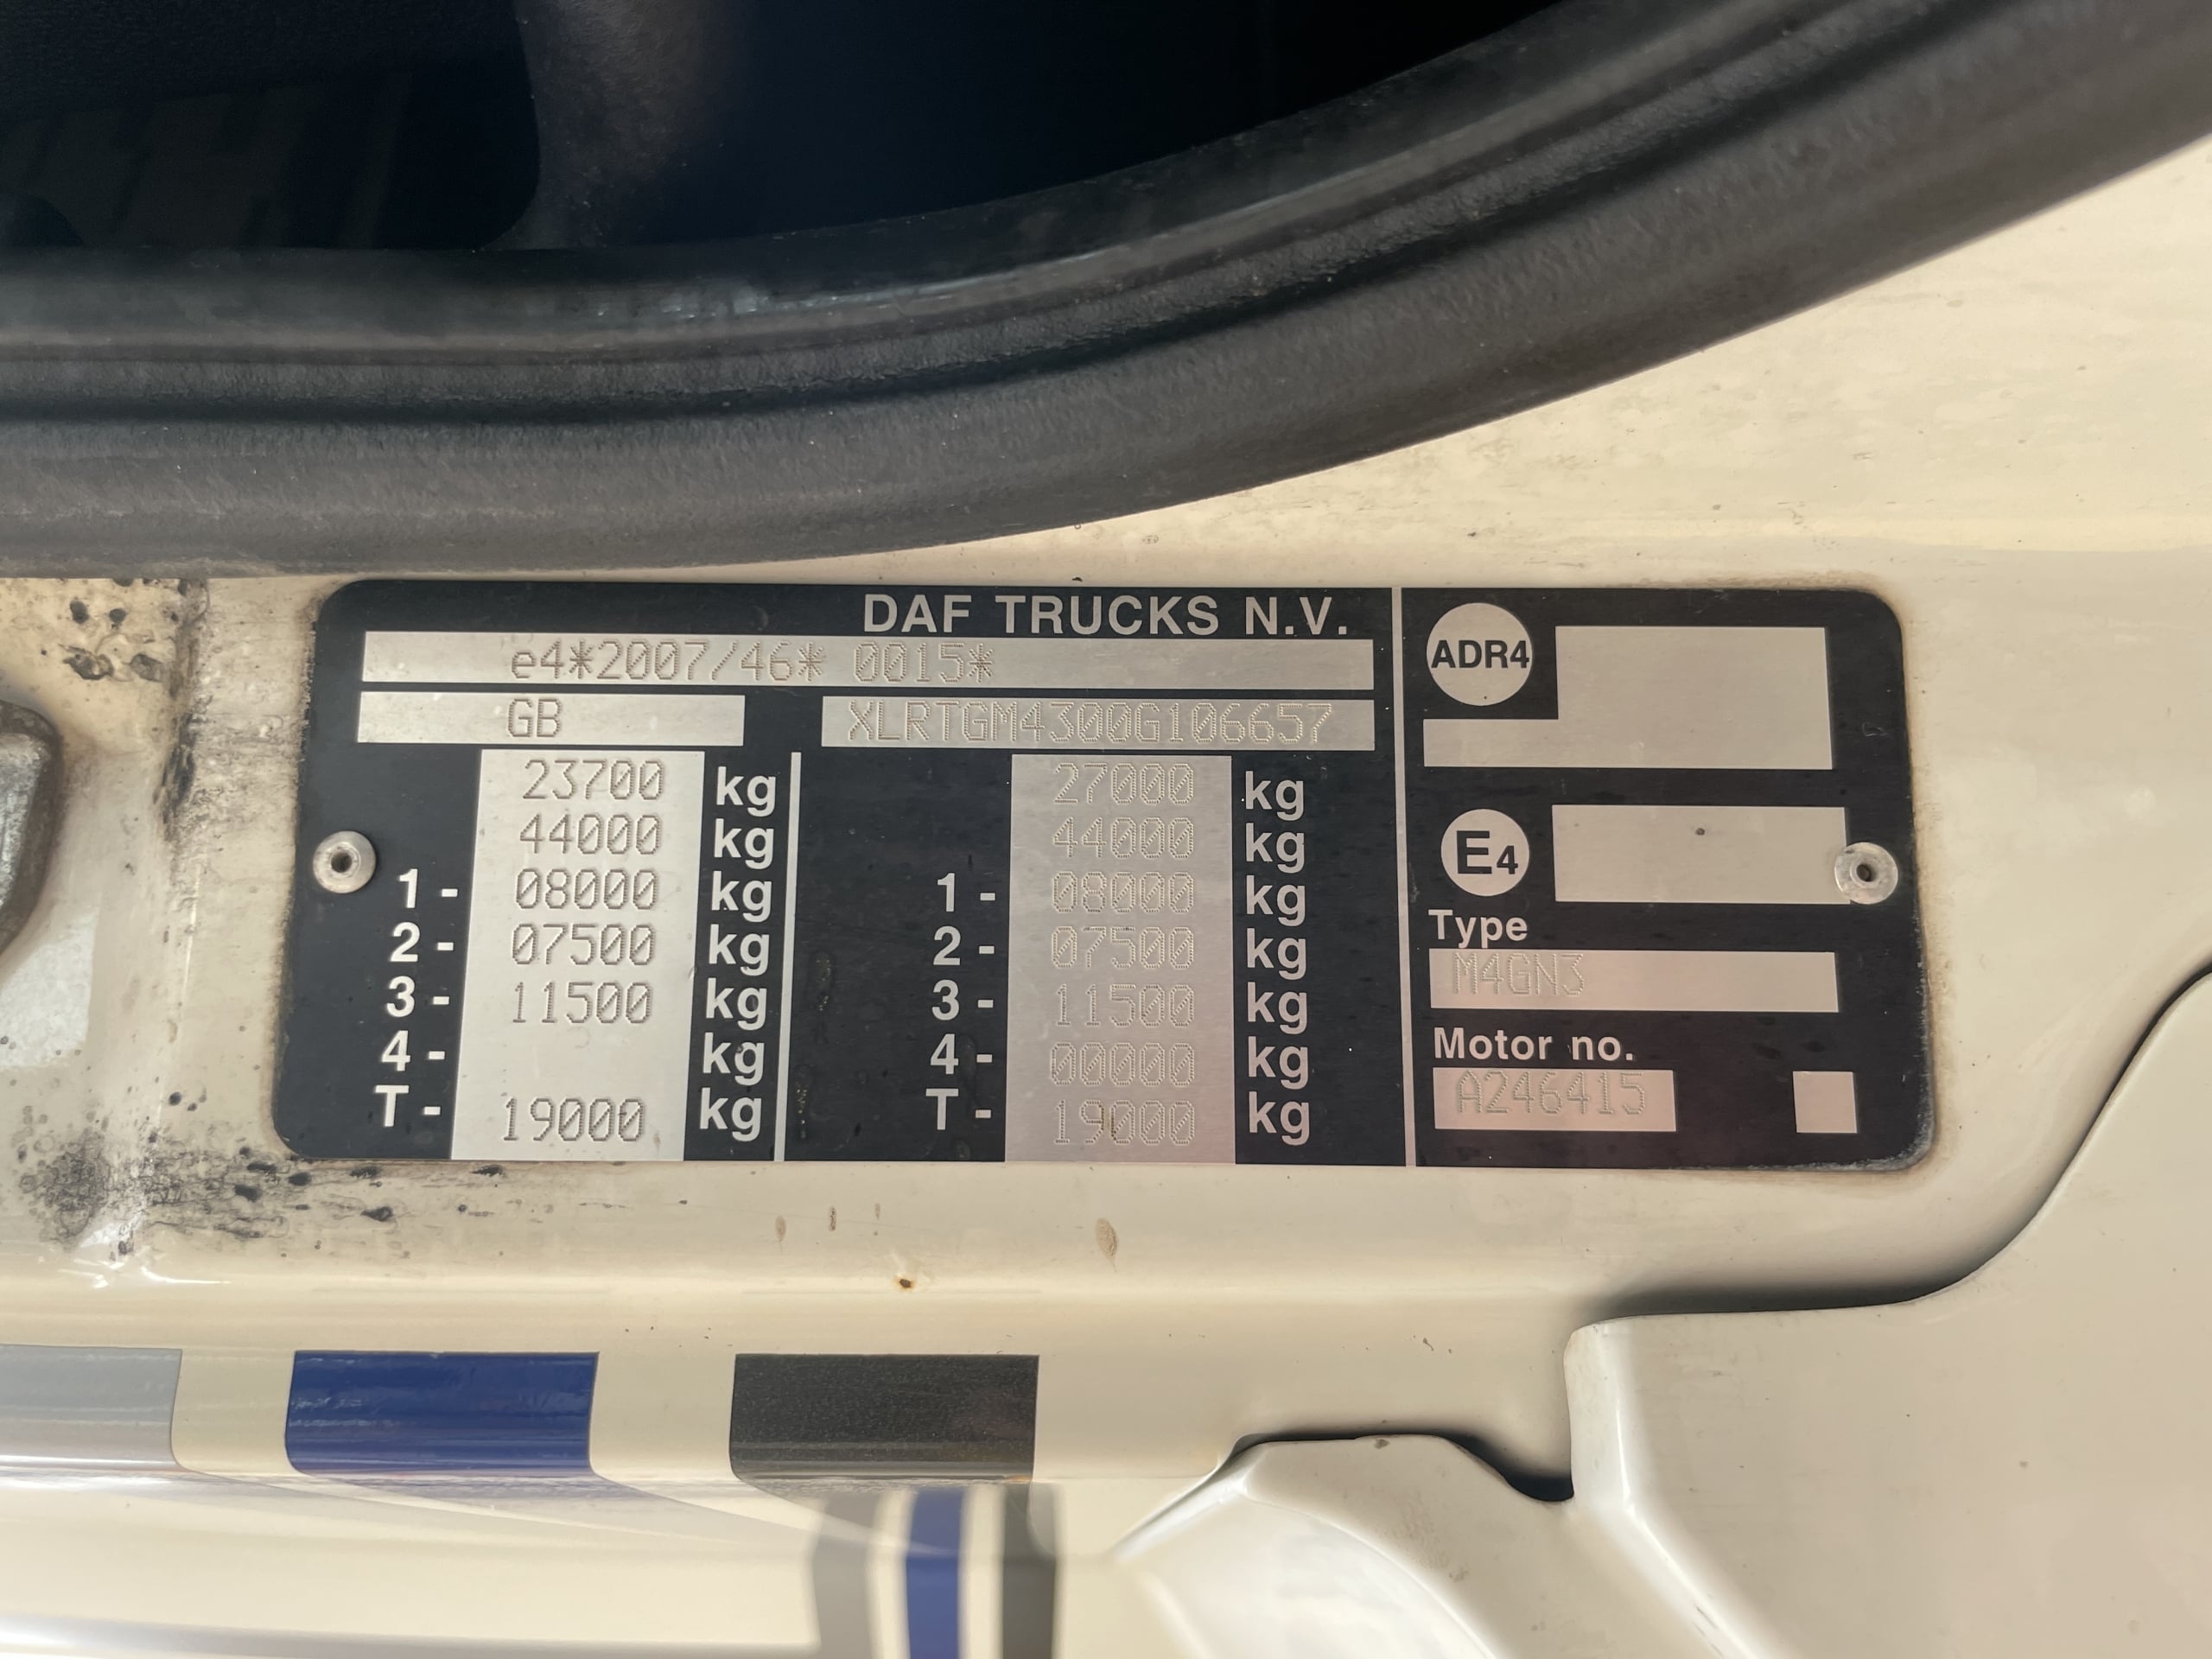 DAF TRUCKS N.V.
e4*2007/46* 0015*
GB XLRTGM4300G106657
23700 kg 27000 kg
44000 kg 44000 kg
1 - 08000 kg 1 - 08000 kg
2 - 07500 kg 2 - 07500 kg
3 - 11500 kg 3 - 11500 kg
4 - kg 4 - 00000 kg
T - 19000 kg T - 19000 kg
ADR4
E4
Type
M4GN3
Motor no.
A246415